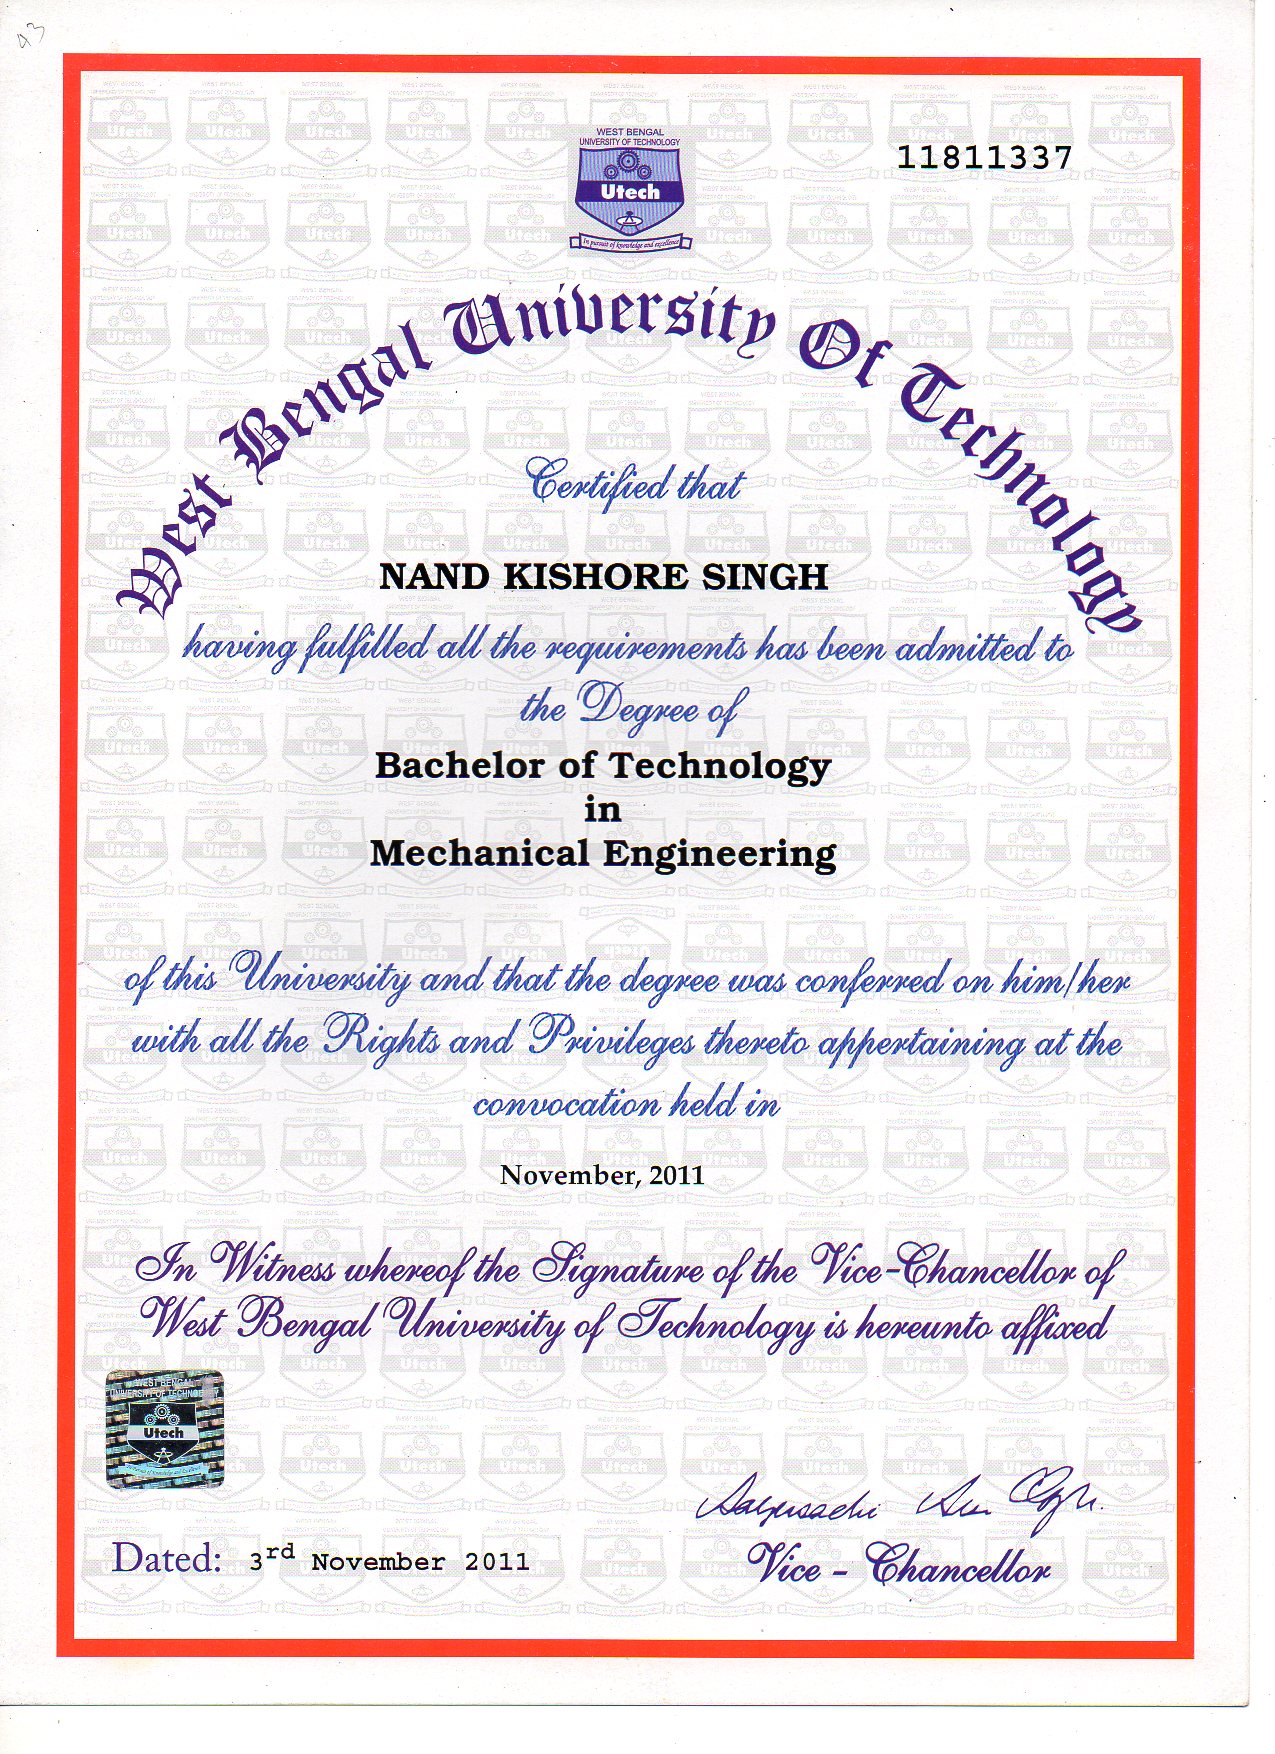 WEST BENGAL
UNIVERSITY OF TECHNOLOGY
Utech
In pursuit of knowledge and excellence
11811337
West Bengal University Of Technology
Certified that
NAND KISHORE SINGH
having fulfilled all the requirements has been admitted to
the Degree of
Bachelor of Technology
in
Mechanical Engineering
of this University and that the degree was conferred on him/her
with all the Rights and Privileges thereto appertaining at the
convocation held in
November, 2011
In Witness whereof the Signature of the Vice-Chancellor of
West Bengal University of Technology is hereunto affixed
WEST BENGAL
UNIVERSITY OF TECHNOLOGY
Utech
Dated: 3rd November 2011
Vice - Chancellor